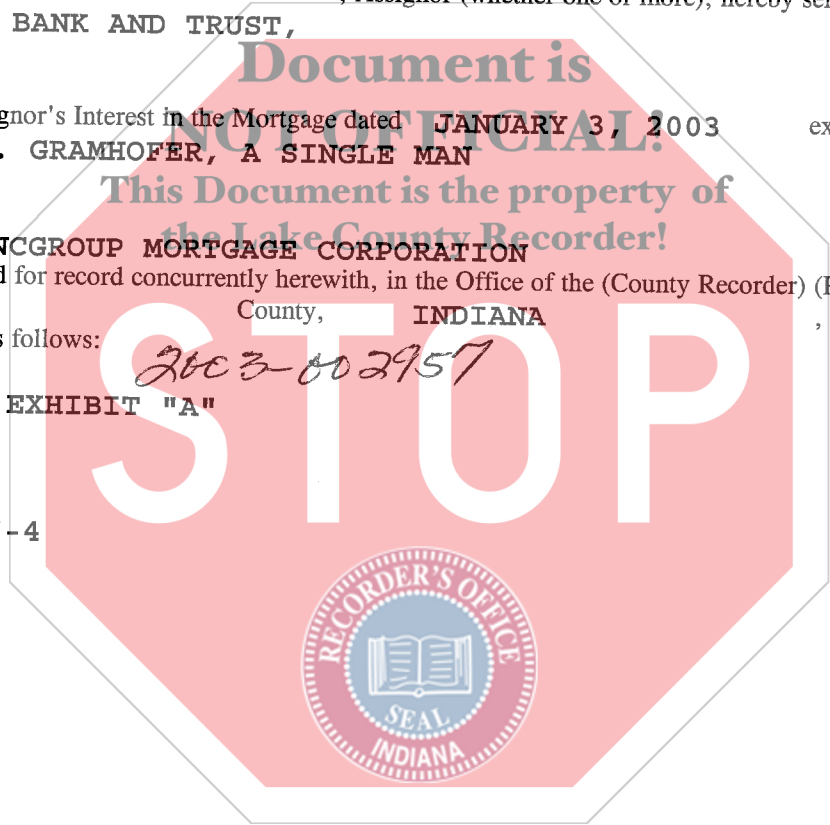 , Assignor (whether one or more), hereby
BANK AND TRUST,
Document is
gnor's Interest in the Mortgage dated JANUARY 3, 2003 ex
NOT OFFICIAL!
. GRAMHOFER, A SINGLE MAN
This Document is the property of
the Lake County Recorder!
NCGROUP MORTGAGE CORPORATION
d for record concurrently herewith, in the Office of the (County Recorder)
County, INDIANA ,
s follows:
2003-002957
EXHIBIT "A"
STOP
-4
RECORDER'S OFFICE
SEAL
INDIANA